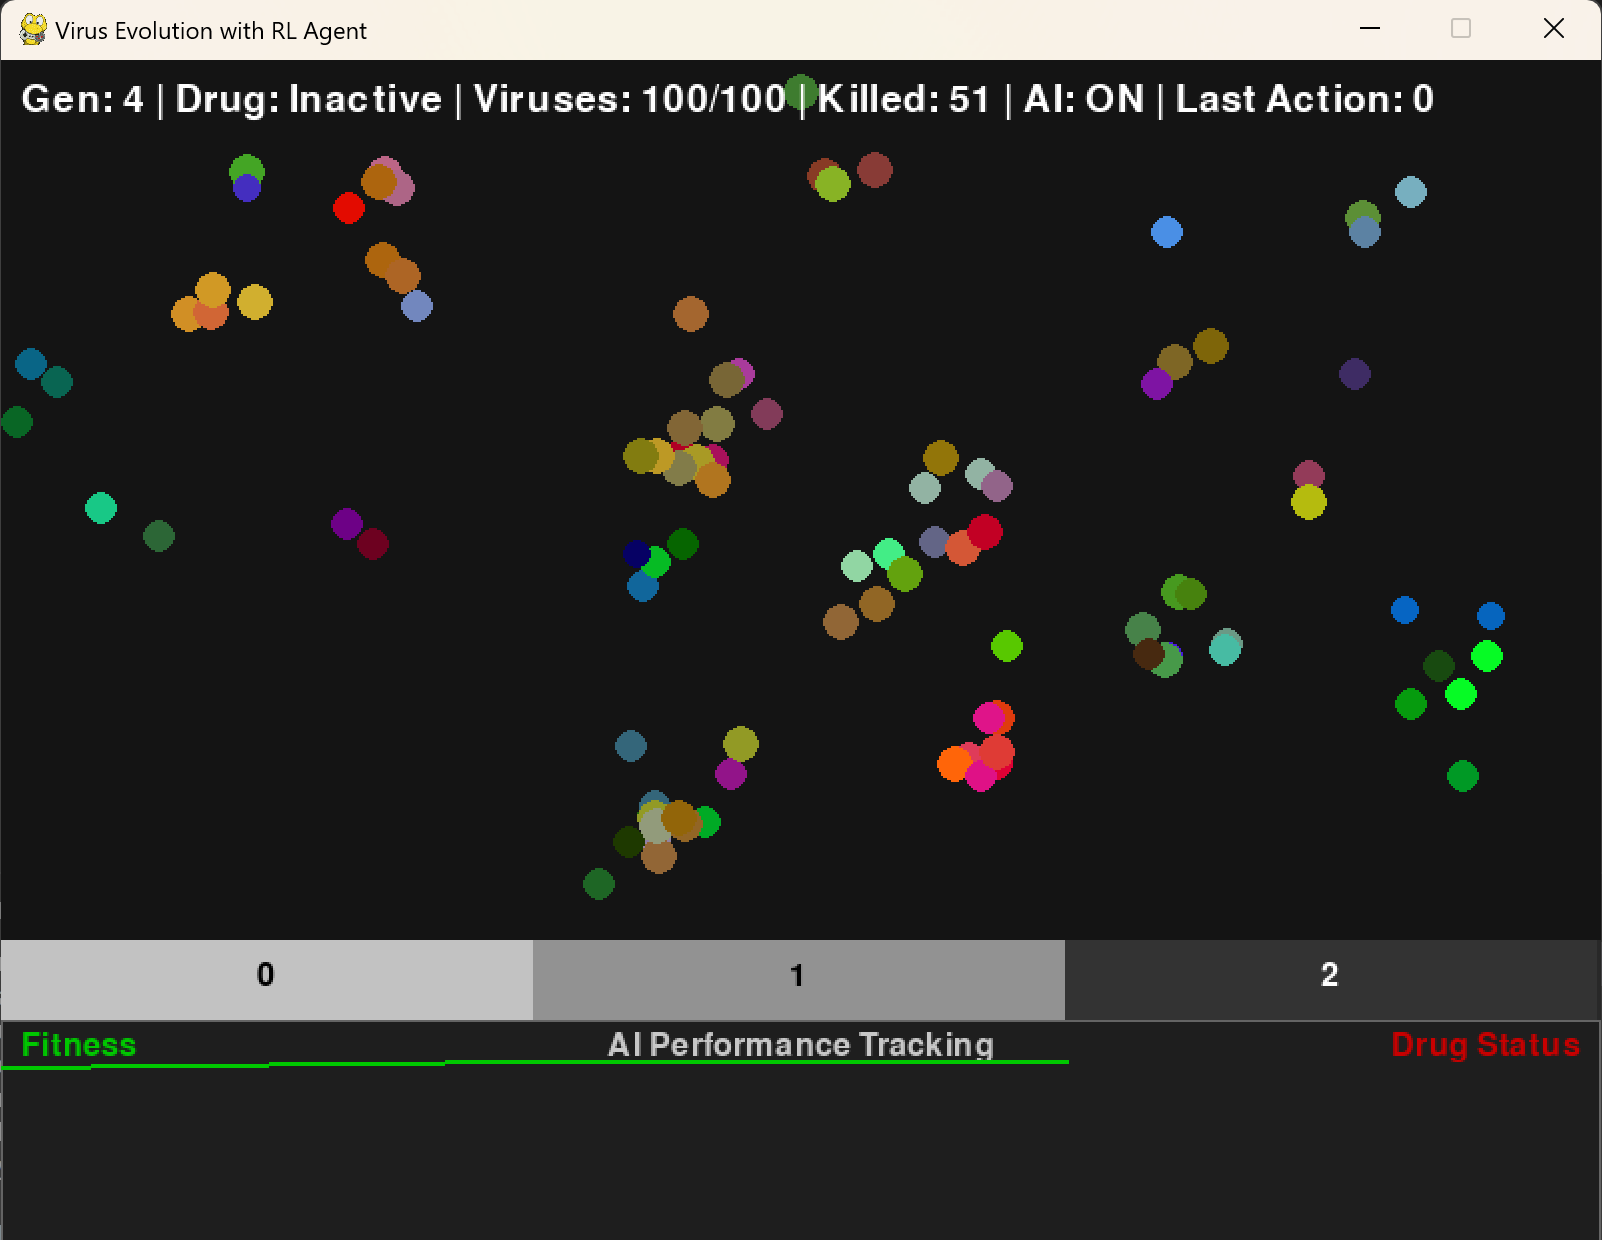 Virus Evolution with RL Agent
Gen: 4 | Drug: Inactive | Viruses: 100/100 | Killed: 51 | AI: ON | Last Action: 0
0 1 2
Fitness AI Performance Tracking Drug Status